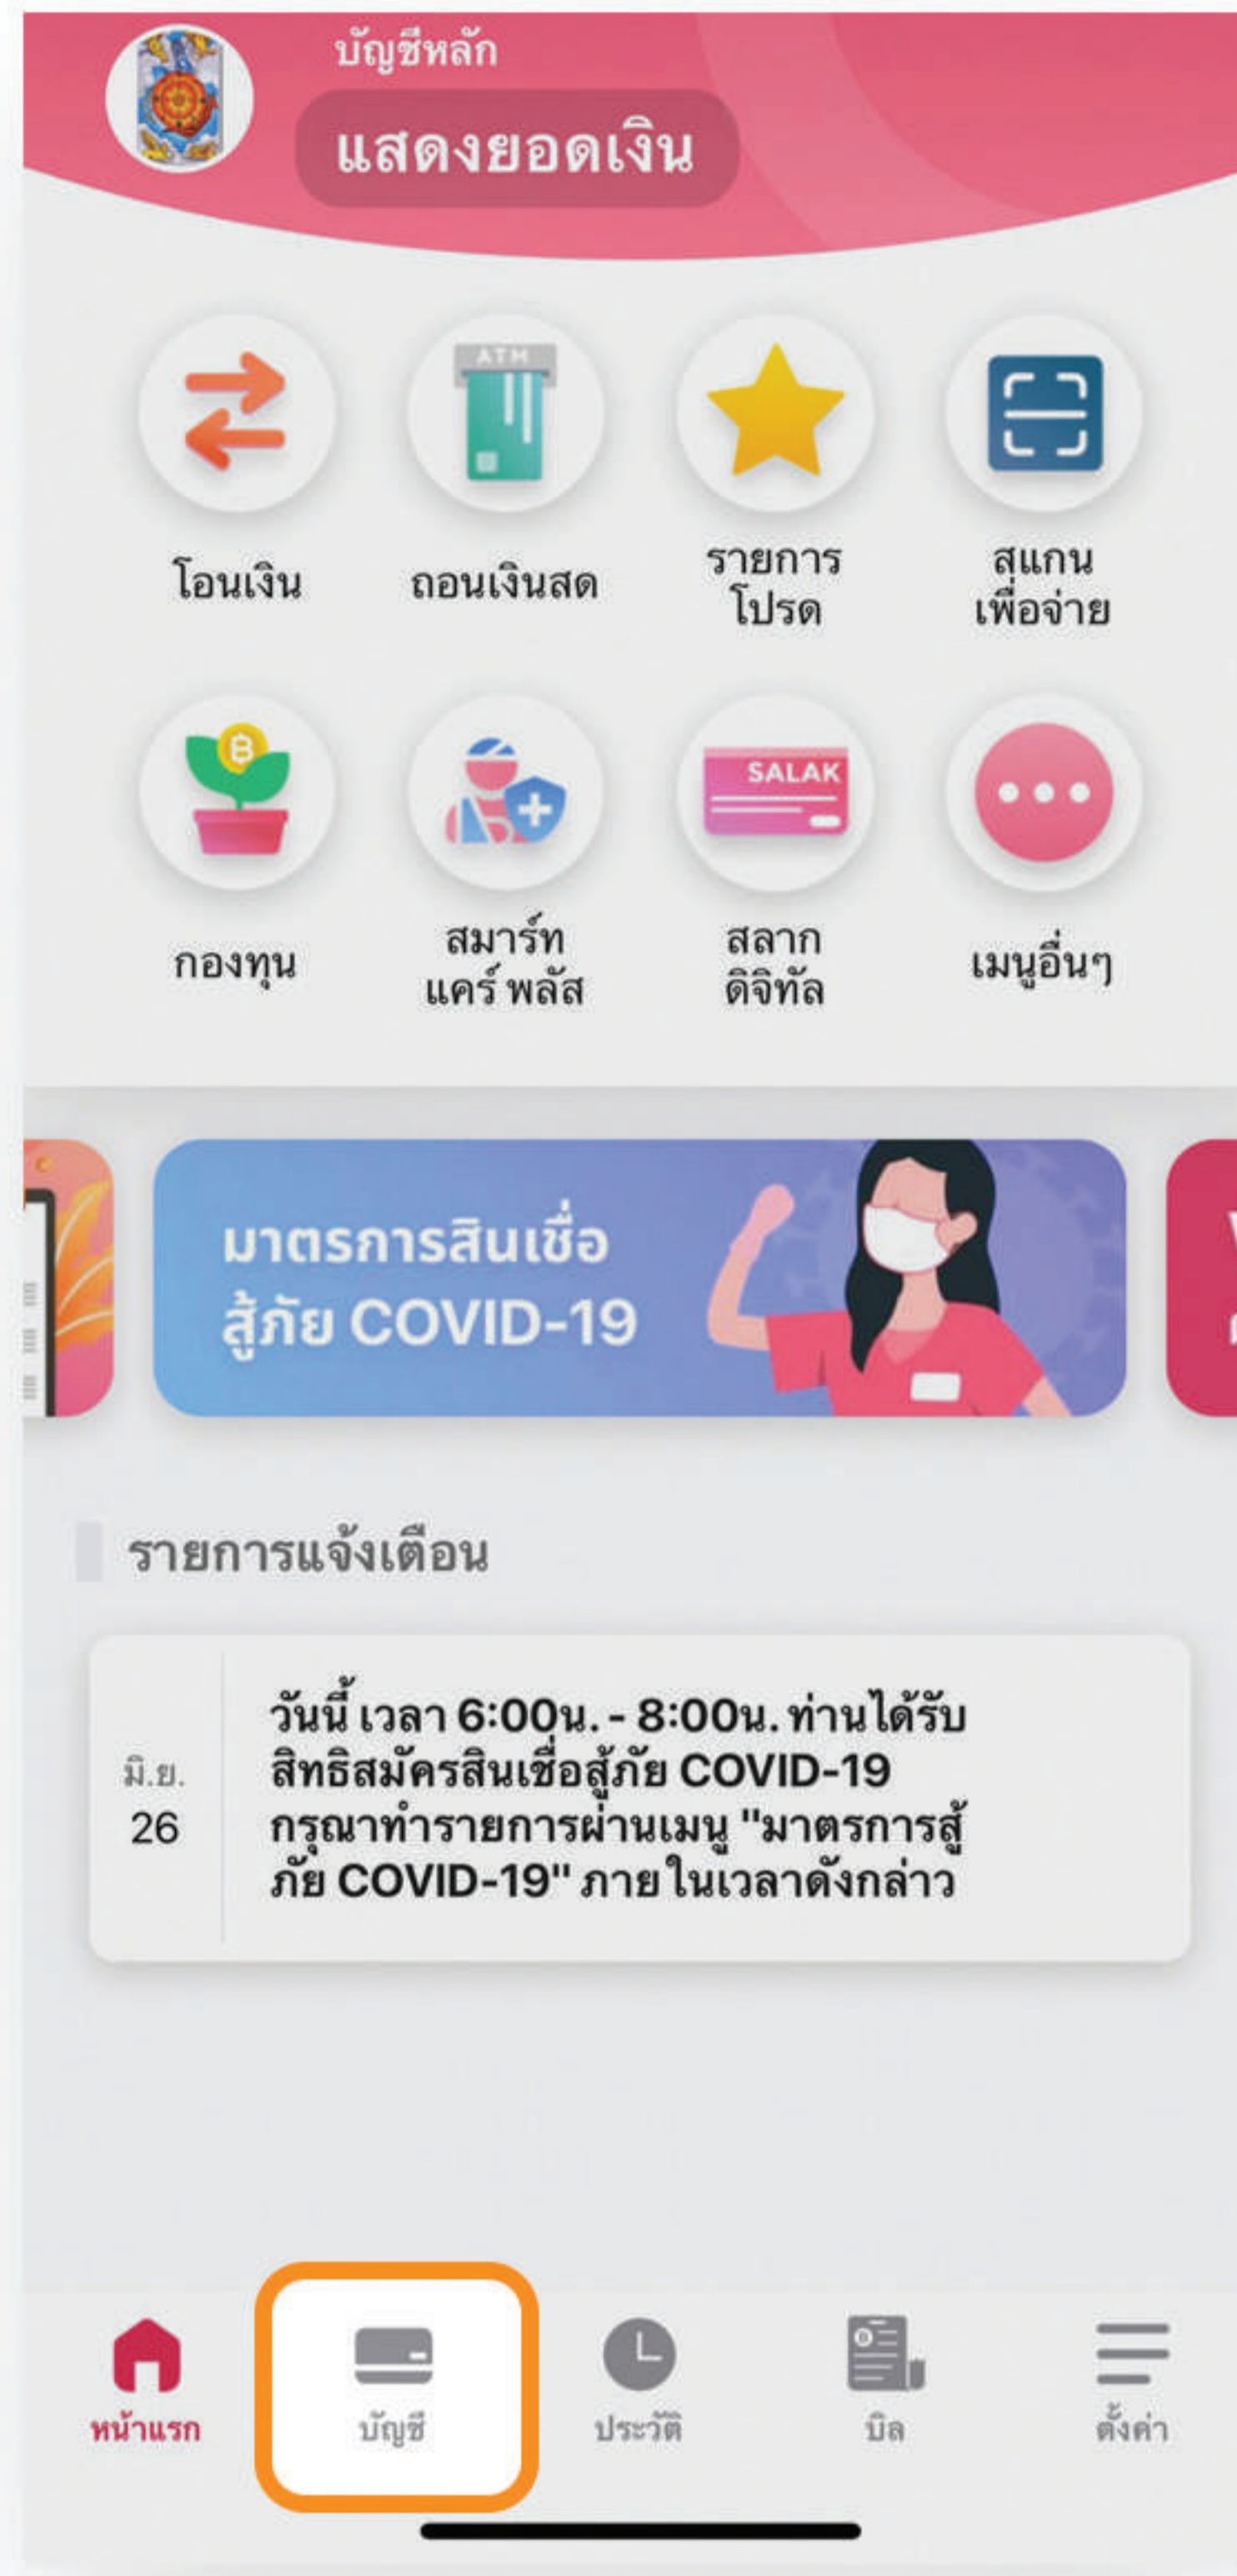 บัญชีหลัก
แสดงยอดเงิน
ATM
โอนเงิน
ถอนเงินสด
รายการ
โปรด
สแกน
เพื่อจ่าย
SALAK
กองทุน
สมาร์ท
แคร์ พลัส
สลาก
ดิจิทัล
เมนูอื่นๆ
มาตรการสินเชื่อ
สู้ภัย COVID-19
รายการแจ้งเตือน
มิ.ย.
26
วันนี้ เวลา 6:00น. - 8:00น. ท่านได้รับ
สิทธิสมัครสินเชื่อสู้ภัย COVID-19
กรุณาทำรายการผ่านเมนู "มาตรการสู้
ภัย COVID-19" ภายในเวลาดังกล่าว
หน้าแรก
บัญชี
ประวัติ
บิล
ตั้งค่า